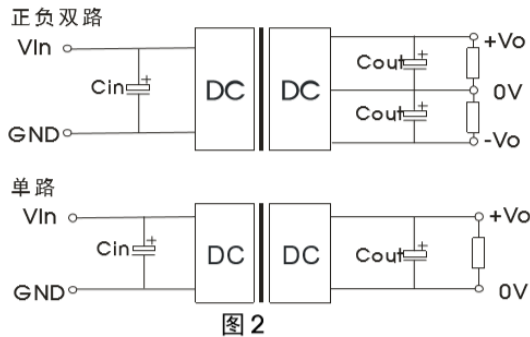 正负双路
VIn
Cin
+
GND
DC
DC
Cout
+
Cout
+
+Vo
0V
-Vo
单路
VIn
Cin
+
GND
DC
DC
Cout
+
+Vo
0V
图2